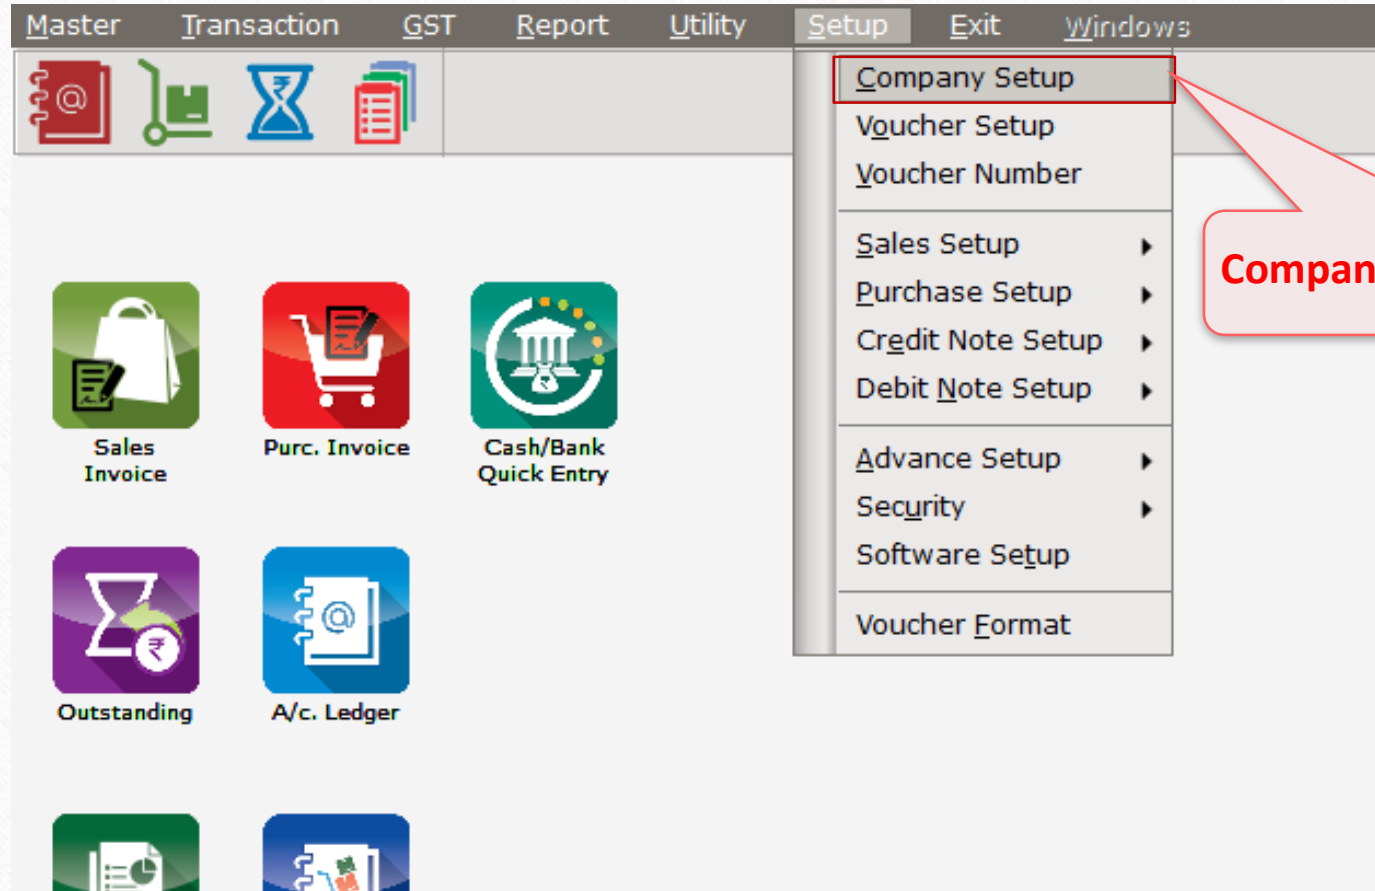 Master Transaction GST Report Utility Setup Exit Windows
Company Setup
Voucher Setup
Voucher Number
Sales Setup
Purchase Setup
Credit Note Setup
Debit Note Setup
Advance Setup
Security
Software Setup
Voucher Format
Compan
Sales
Invoice
Purc. Invoice
Cash/Bank
Quick Entry
Outstanding
A/c. Ledger